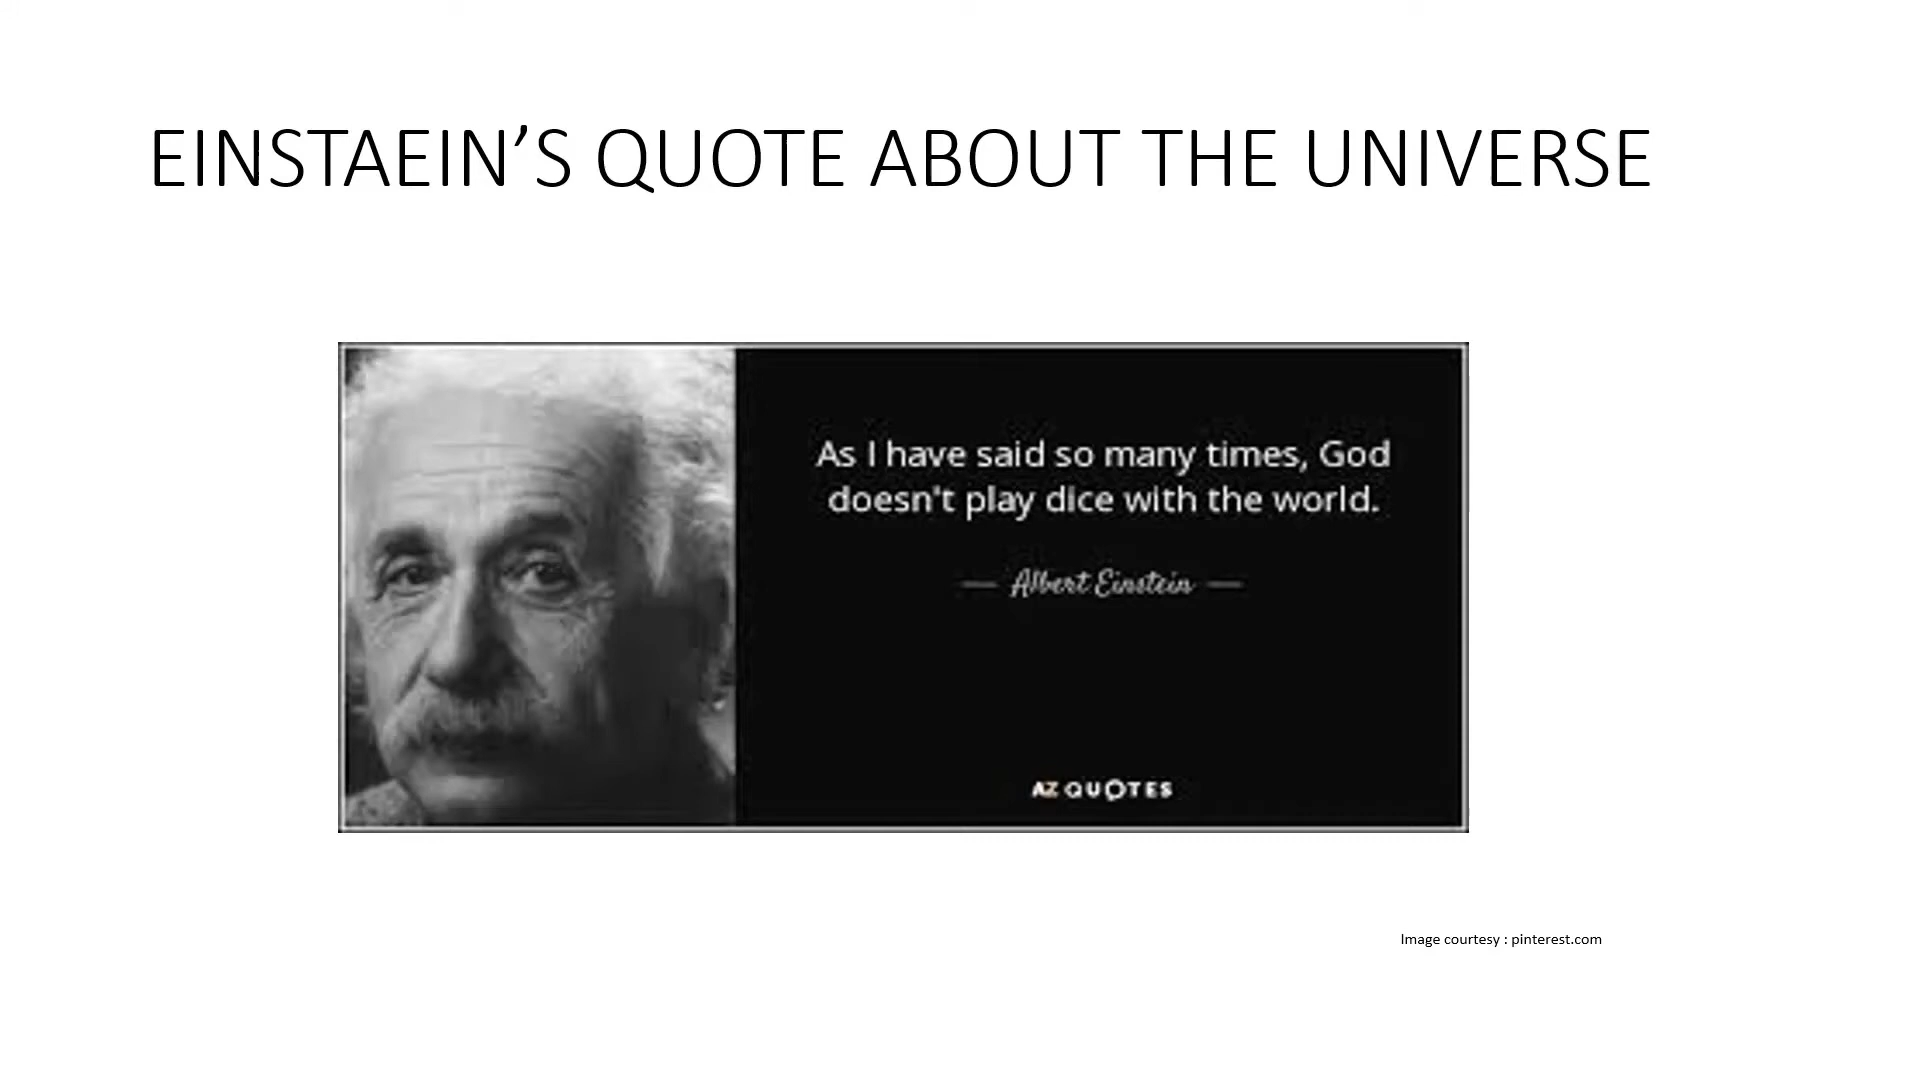 EINSTAEIN’S QUOTE ABOUT THE UNIVERSE
As I have said so many times, God
doesn't play dice with the world.
— Albert Einstein —
AZ QUOTES
Image courtesy : pinterest.com